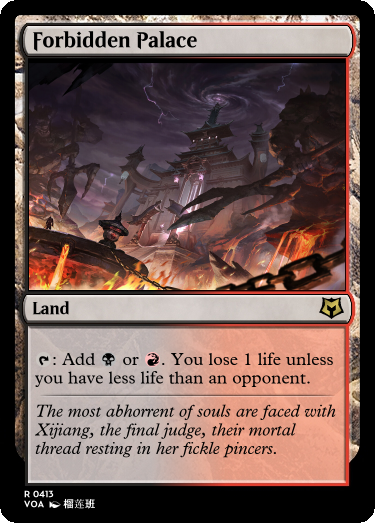 Forbidden Palace
Land
: Add or . You lose 1 life unless
you have less life than an opponent.
The most abhorrent of souls are faced with
Xijiang, the final judge, their mortal
thread resting in her fickle pincers.
R 0413
VOA 榴莲班